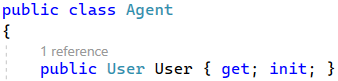 public class Agent
{
1 reference
public User User { get; init; }